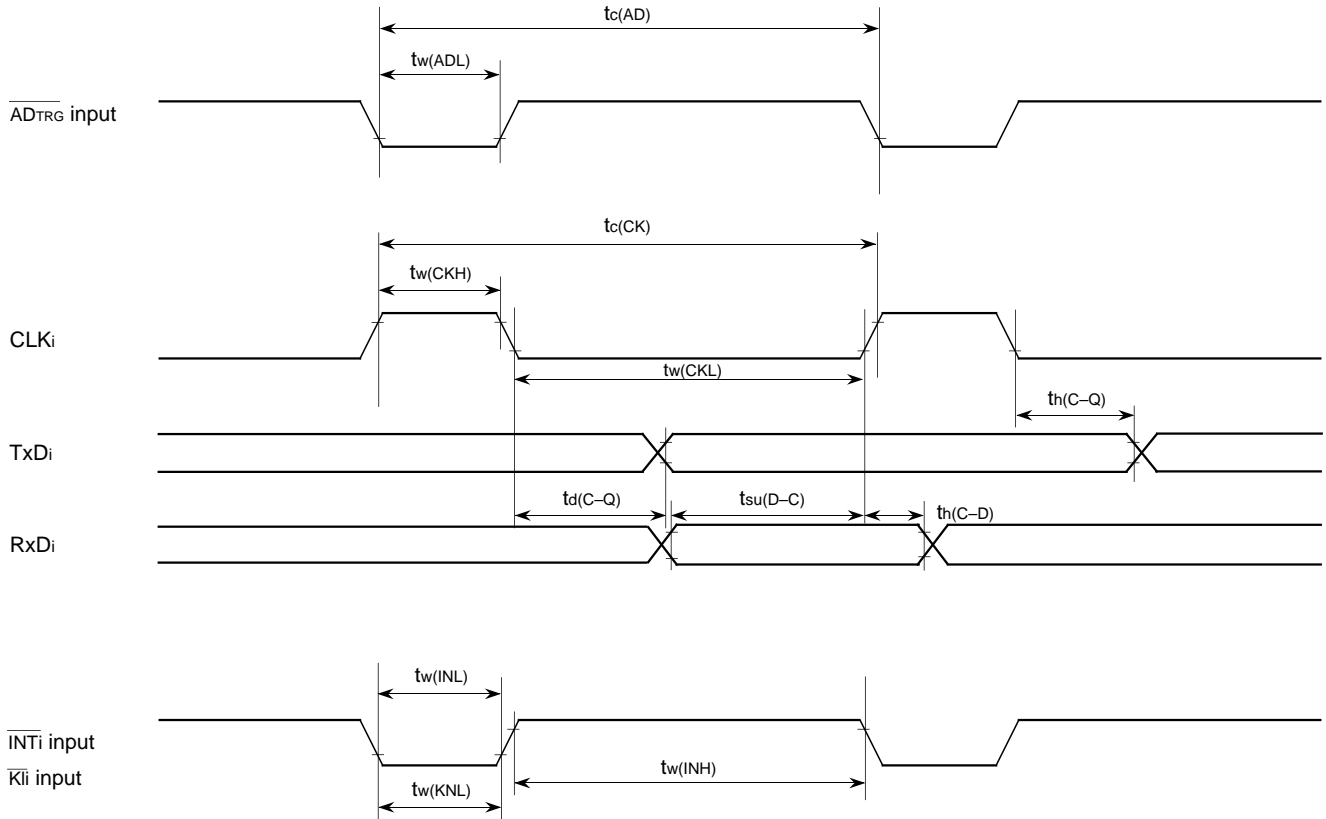 tc(AD)
tw(ADL)
ADTRG input
tc(CK)
tw(CKH)
CLKi
tw(CKL)
th(C–Q)
TxDi
td(C–Q)
tsu(D–C)
th(C–D)
RxDi
tw(INL)
INTi input
KIi input
tw(INH)
tw(KNL)